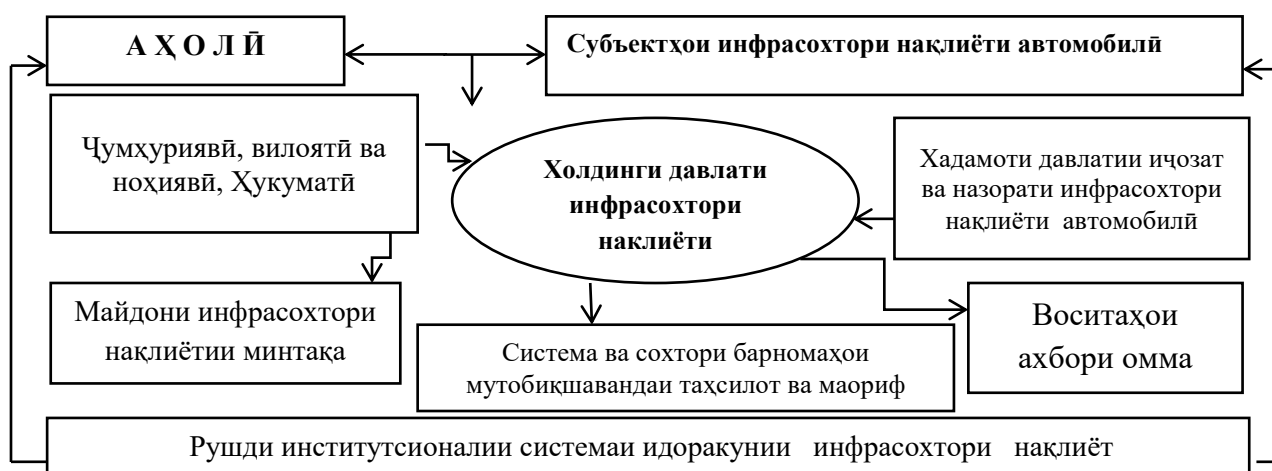 А Ҳ О Л Ӣ
Субъектҳои инфрасохтори нақлиёти автомобилӣ
Ҷумҳуриявӣ, вилоятӣ ва
ноҳиявӣ, Ҳукуматӣ
Холдинги давлати
инфрасохтори
наклиёти
Хадамоти давлатии иҷозат
ва назорати инфрасохтори
нақлиёти автомобилӣ
Майдони инфрасохтори
нақлиётии минтақа
Система ва сохтори барномаҳои
мутобиқшавандаи таҳсилот ва маориф
Воситаҳои
ахбори омма
Рушди институтсионалии системаи идоракунии инфрасохтори нақлиёт